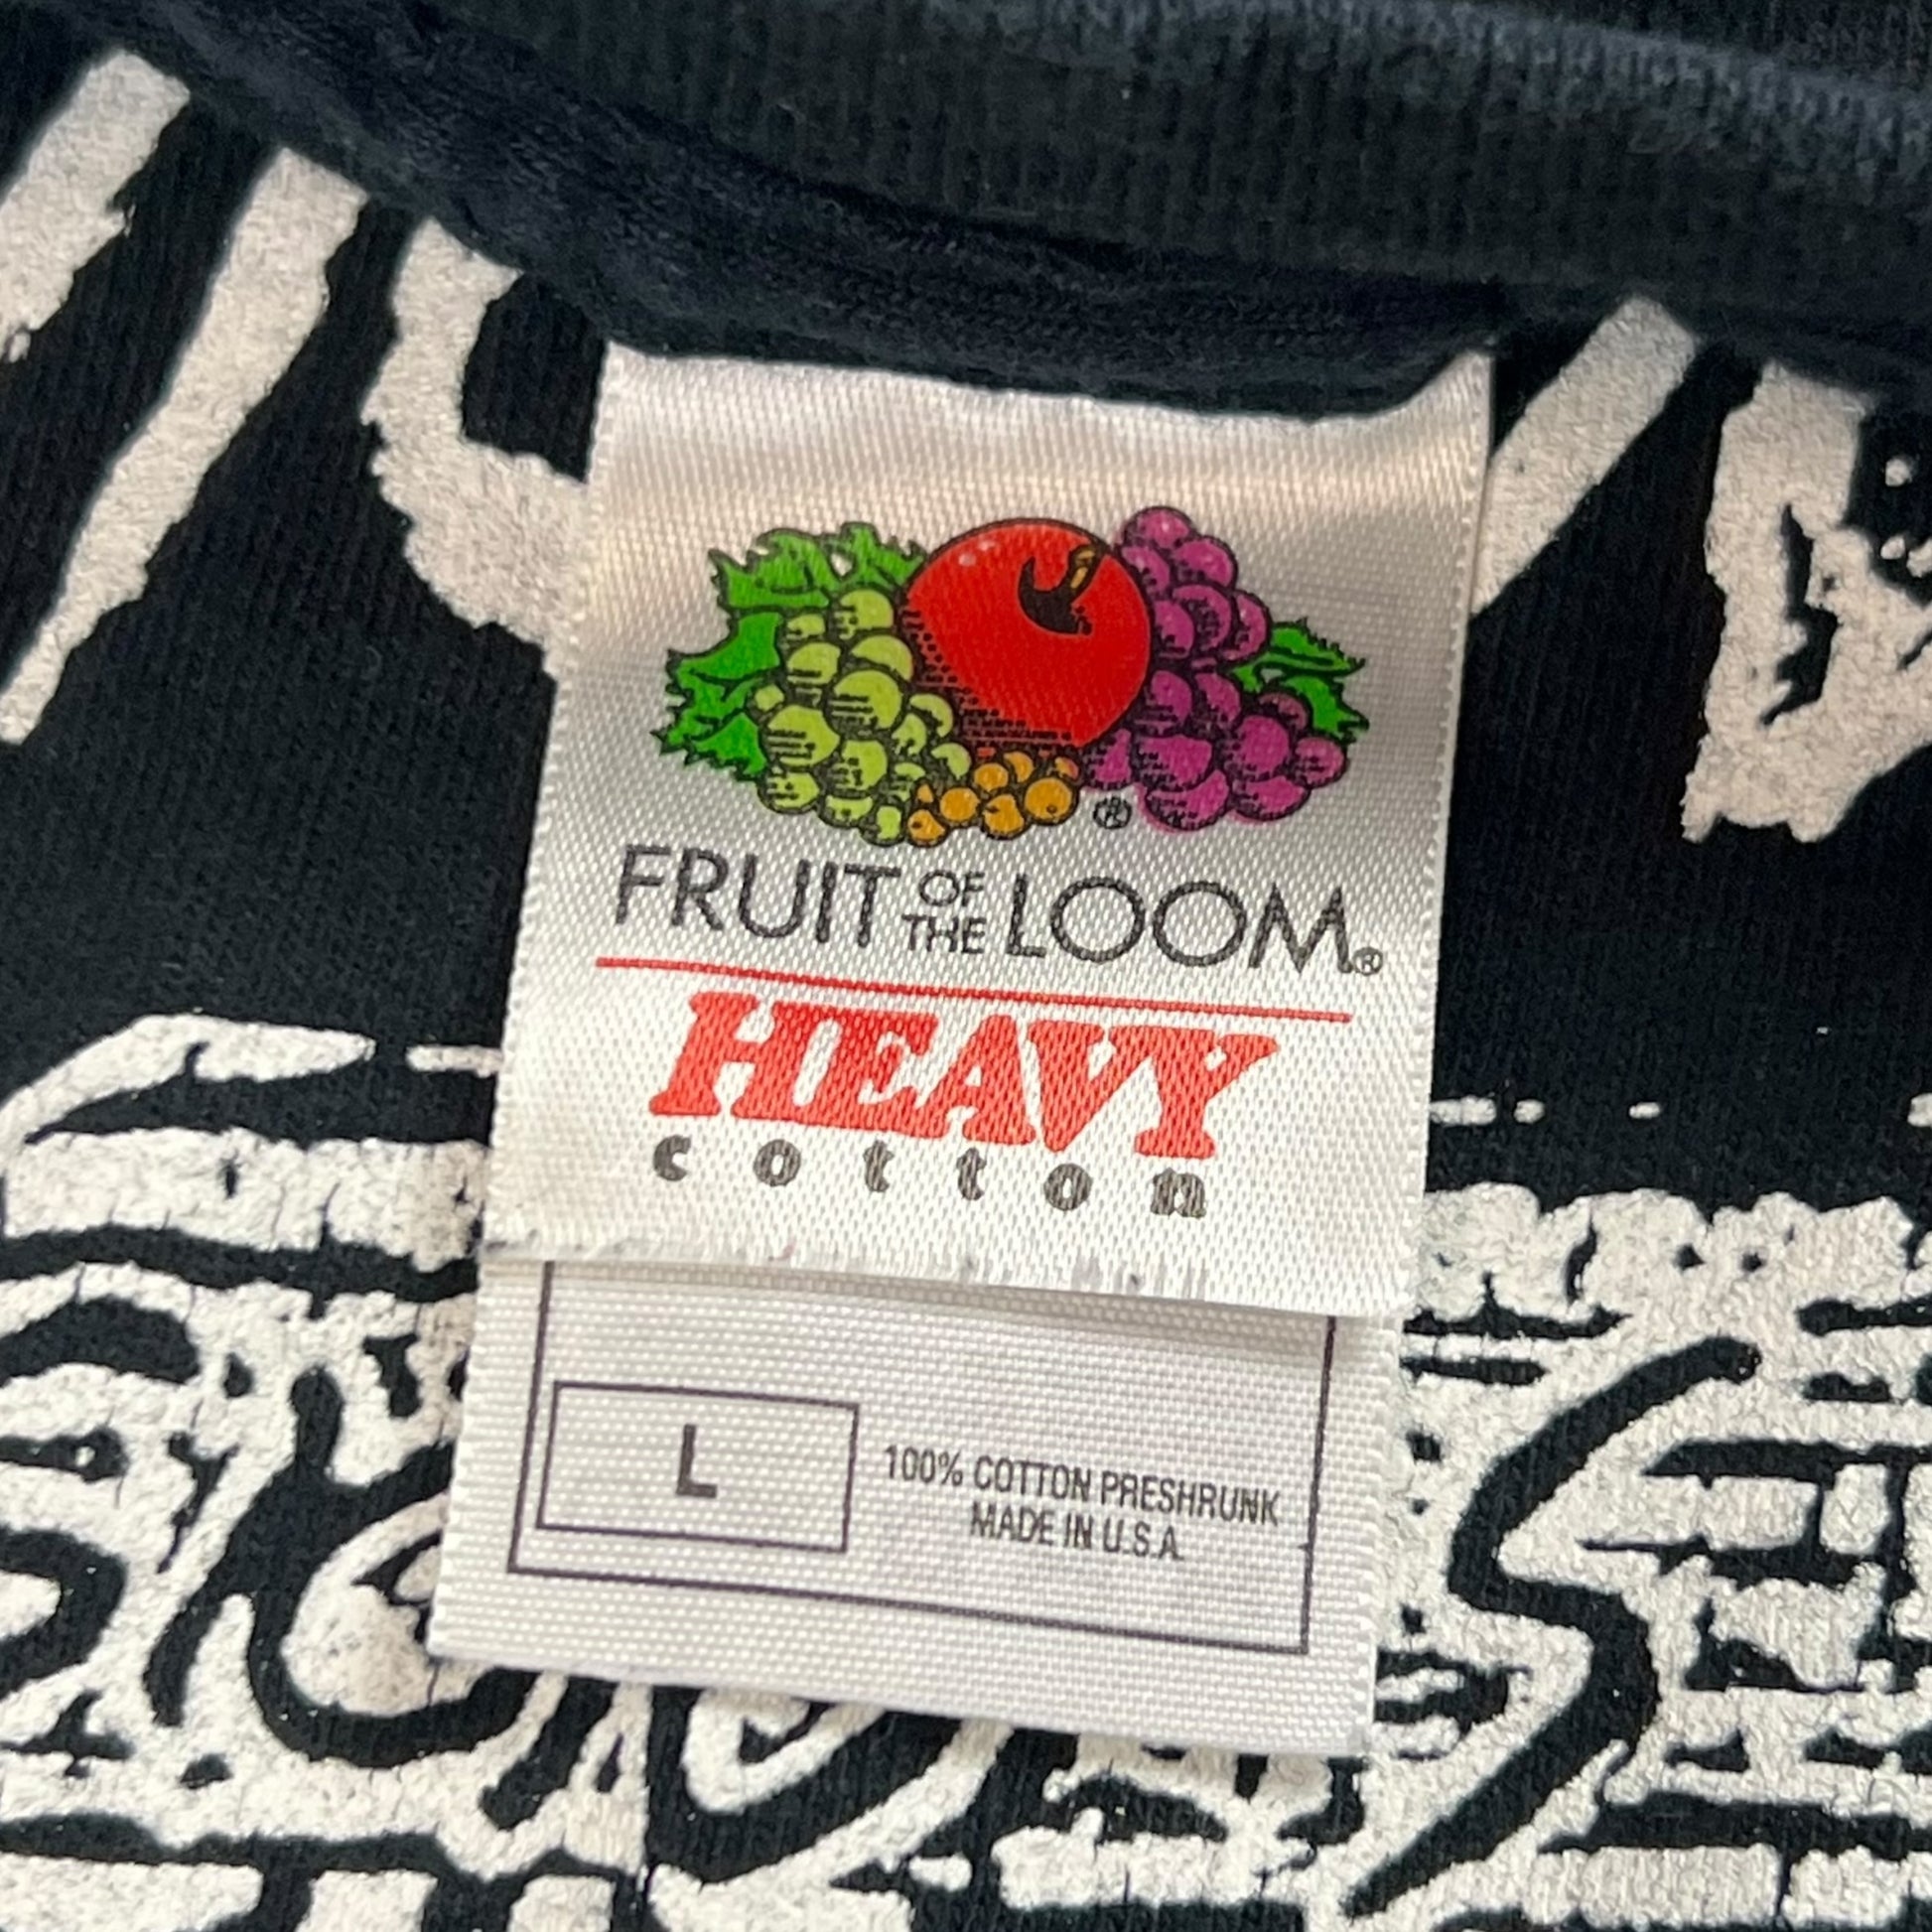 ®
FRUIT OF THE LOOM®
HEAVY
cotton
L
100% COTTON PRESHRUNK
MADE IN U.S.A.